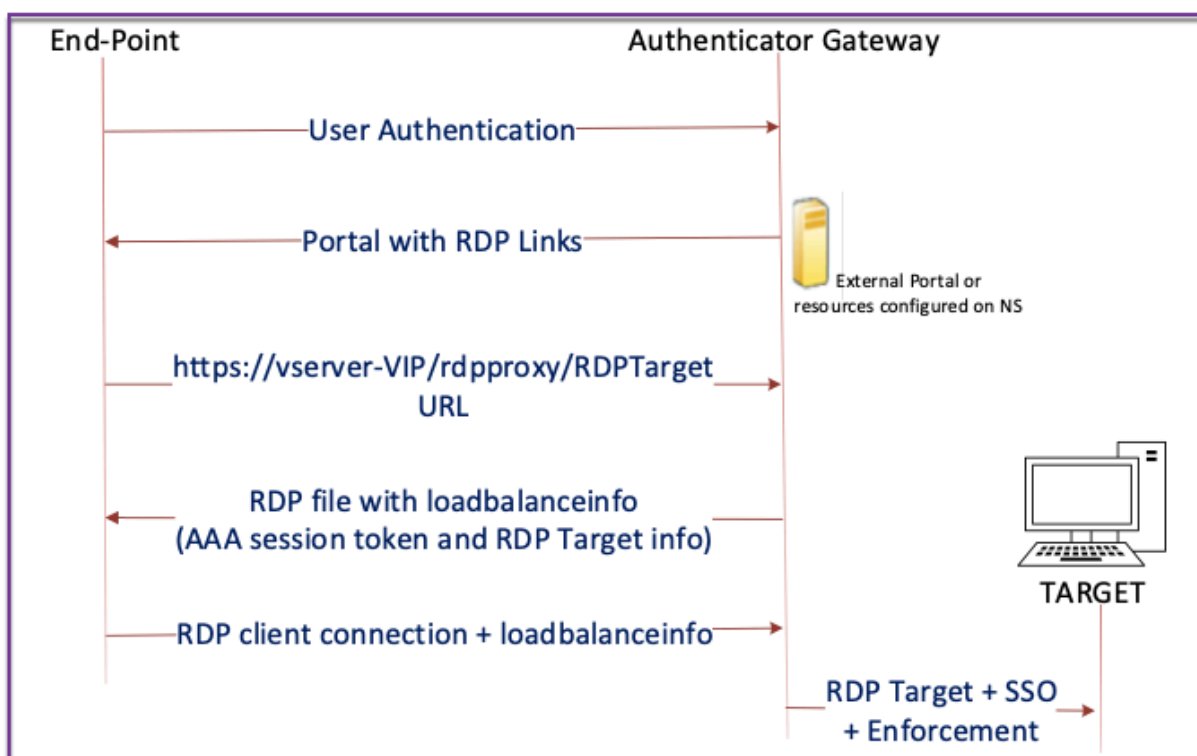 End-Point
Authenticator Gateway
User Authentication
Portal with RDP Links
External Portal or
resources configured on NS
https://vserver-VIP/rdpproxy/RDPTarget
URL
RDP file with loadbalanceinfo
(AAA session token and RDP Target info)
TARGET
RDP client connection + loadbalanceinfo
RDP Target + SSO
+ Enforcement